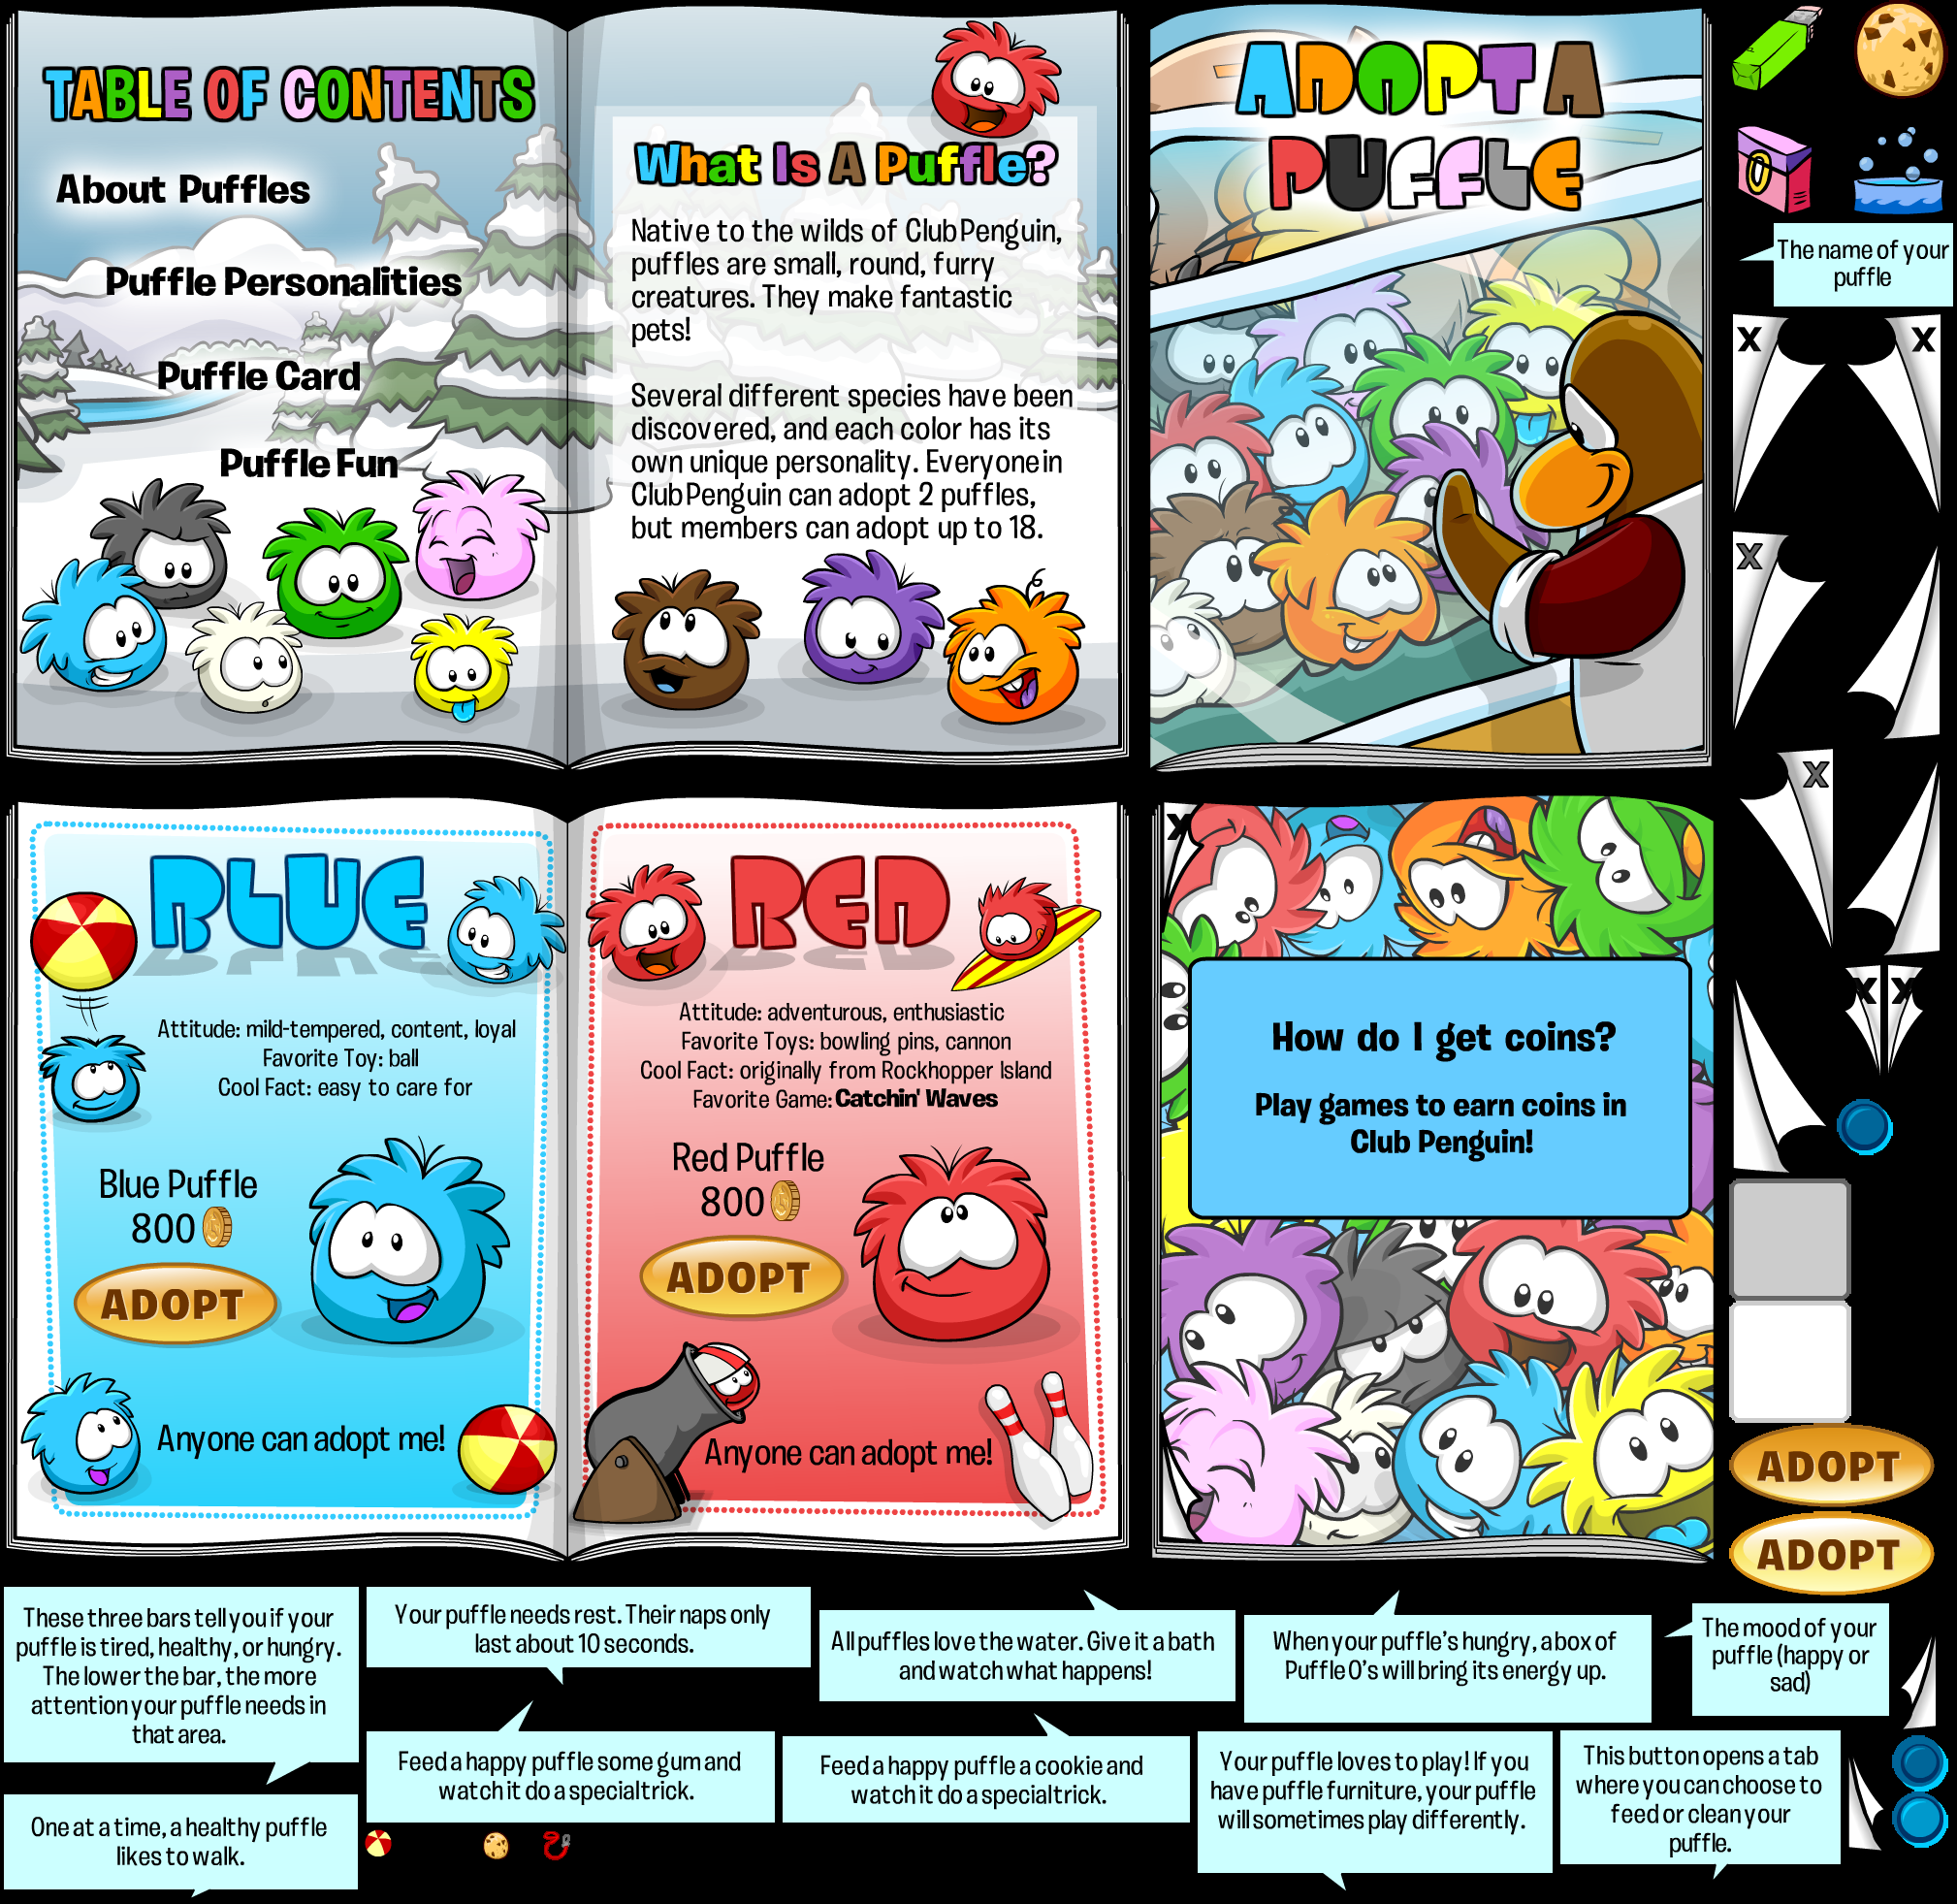 TABLE OF CONTENTS
About Puffles
Puffle Personalities
Puffle Card
Puffle Fun
What Is A Puffle?
Native to the wilds of Club Penguin,
puffles are small, round, furry
creatures. They make fantastic
pets!
Several different species have been
discovered, and each color has its
own unique personality. Everyone in
Club Penguin can adopt 2 puffles,
but members can adopt up to 18.
ADOPT A
PUFFLE
O
The name of your
puffle
X
X
X
X
BLUE
Attitude: mild-tempered, content, loyal
Favorite Toy: ball
Cool Fact: easy to care for
Blue Puffle
800
ADOPT
Anyone can adopt me!
RED
Attitude: adventurous, enthusiastic
Favorite Toys: bowling pins, cannon
Cool Fact: originally from Rockhopper Island
Favorite Game: Catchin' Waves
Red Puffle
800
ADOPT
Anyone can adopt me!
X
How do I get coins?
Play games to earn coins in
Club Penguin!
X
X
ADOPT
ADOPT
These three bars tell you if your
puffle is tired, healthy, or hungry.
The lower the bar, the more
attention your puffle needs in
that area.
Your puffle needs rest. Their naps only
last about 10 seconds.
All puffles love the water. Give it a bath
and watch what happens!
When your puffle's hungry, a box of
Puffle O's will bring its energy up.
The mood of your
puffle (happy or
sad)
One at a time, a healthy puffle
likes to walk.
Feed a happy puffle some gum and
watch it do a special trick.
Feed a happy puffle a cookie and
watch it do a special trick.
Your puffle loves to play! If you
have puffle furniture, your puffle
will sometimes play differently.
This button opens a tab
where you can choose to
feed or clean your
puffle.